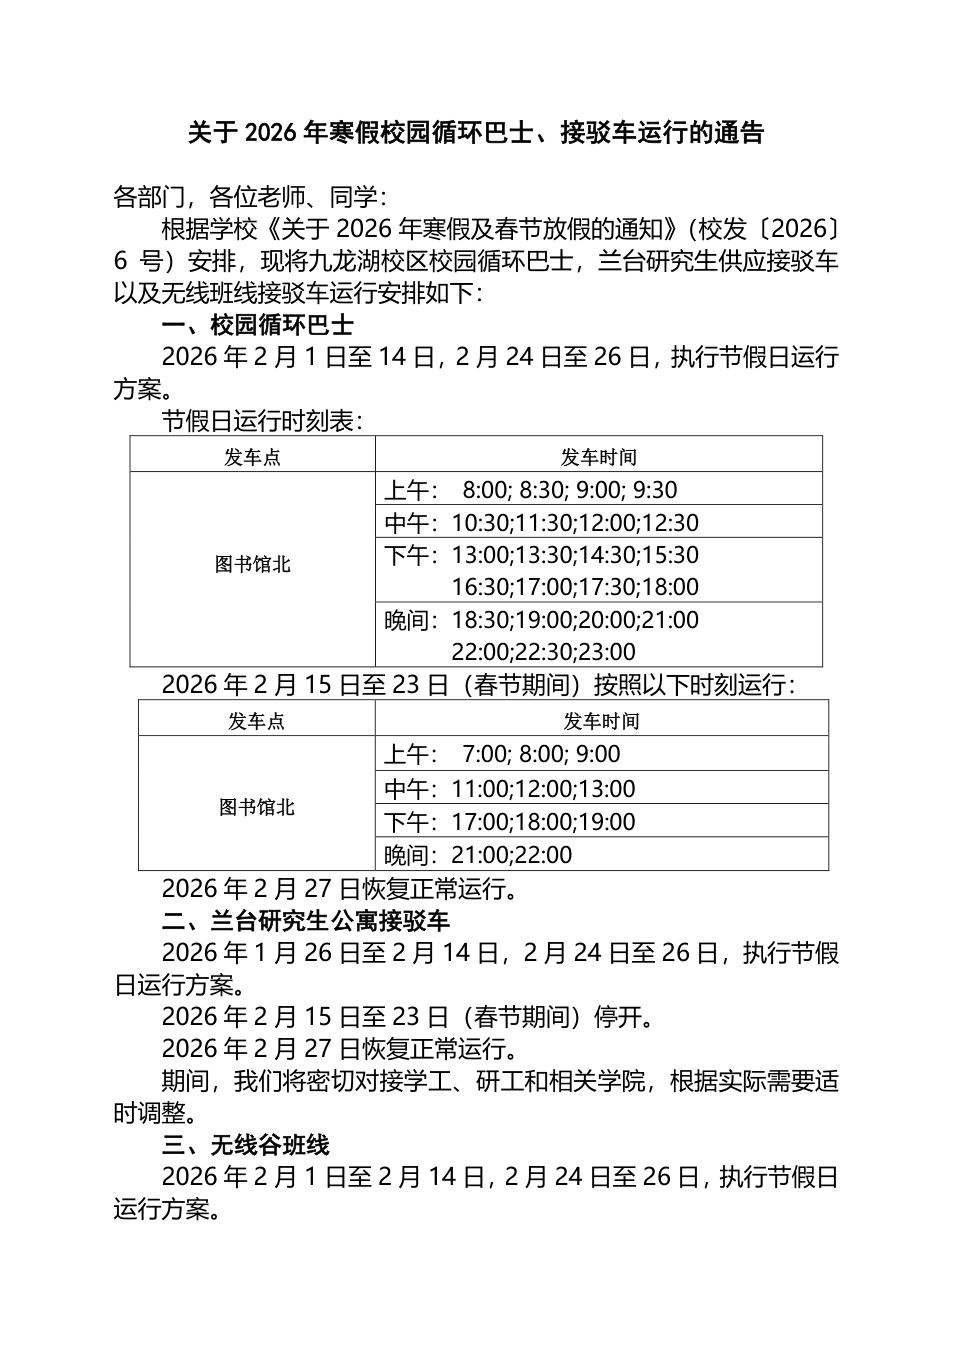 关于 2026 年寒假校园循环巴士、接驳车运行的通告
各部门，各位老师、同学：
根据学校《关于 2026 年寒假及春节放假的通知》（校发〔2026〕
6 号）安排，现将九龙湖校区校园循环巴士，兰台研究生供应接驳车
以及无线班线接驳车运行安排如下：
一、校园循环巴士
2026 年 2 月 1 日至 14 日，2 月 24 日至 26 日，执行节假日运行
方案。
节假日运行时刻表：
发车点 发车时间
上午： 8:00; 8:30; 9:00; 9:30
中午：10:30;11:30;12:00;12:30
下午：13:00;13:30;14:30;15:30
图书馆北
16:30;17:00;17:30;18:00
晚间：18:30;19:00;20:00;21:00
22:00;22:30;23:00
2026 年 2 月 15 日至 23 日（春节期间）按照以下时刻运行：
发车点 发车时间
上午： 7:00; 8:00; 9:00
中午：11:00;12:00;13:00
图书馆北
下午：17:00;18:00;19:00
晚间：21:00;22:00
2026 年 2 月 27 日恢复正常运行。
二、兰台研究生公寓接驳车
2026 年 1 月 26 日至 2 月 14 日，2 月 24 日至 26 日，执行节假
日运行方案。
2026 年 2 月 15 日至 23 日（春节期间）停开。
2026 年 2 月 27 日恢复正常运行。
期间，我们将密切对接学工、研工和相关学院，根据实际需要适
时调整。
三、无线谷班线
2026 年 2 月 1 日至 2 月 14 日，2 月 24 日至 26 日，执行节假日
运行方案。